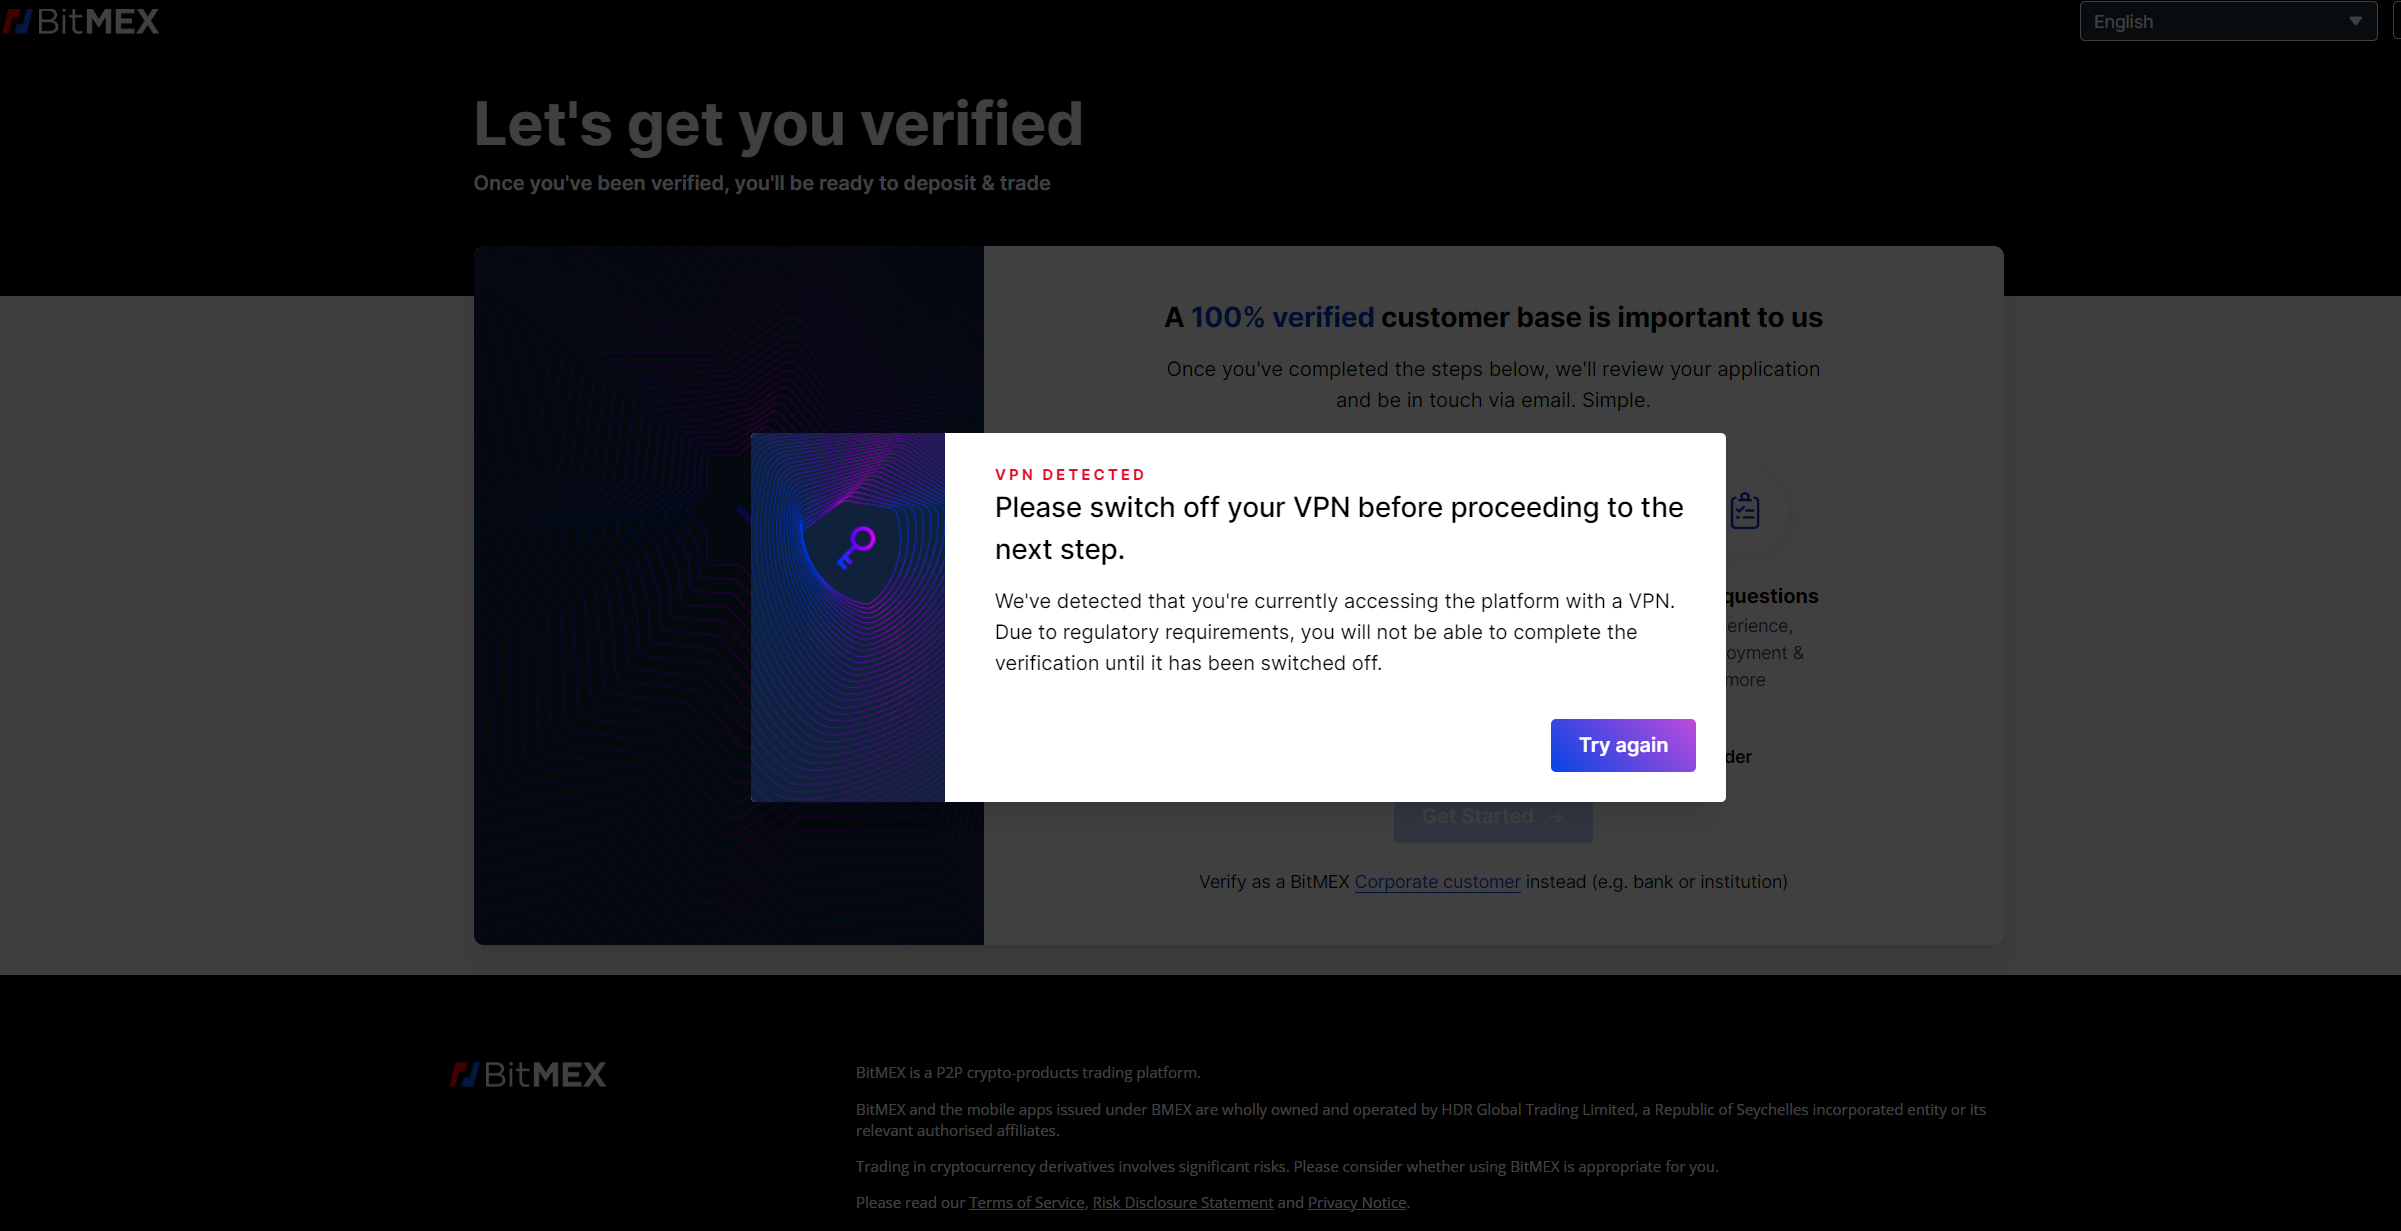 BitMEX
English
Let's get you verified
Once you've been verified, you'll be ready to deposit & trade
A 100% verified customer base is important to us
Once you've completed the steps below, we'll review your application
and be in touch via email. Simple.
VPN DETECTED
Please switch off your VPN before proceeding to the
next step.
We've detected that you're currently accessing the platform with a VPN.
Due to regulatory requirements, you will not be able to complete the
verification until it has been switched off.
Try again
questions
more
Get Started →
Verify as a BitMEX Corporate customer instead (e.g. bank or institution)
BitMEX
BitMEX is a P2P crypto-products trading platform.
BitMEX and the mobile apps issued under BMEX are wholly owned and operated by HDR Global Trading Limited, a Republic of Seychelles incorporated entity or its
relevant authorised affiliates.
Trading in cryptocurrency derivatives involves significant risks. Please consider whether using BitMEX is appropriate for you.
Please read our Terms of Service, Risk Disclosure Statement and Privacy Notice.